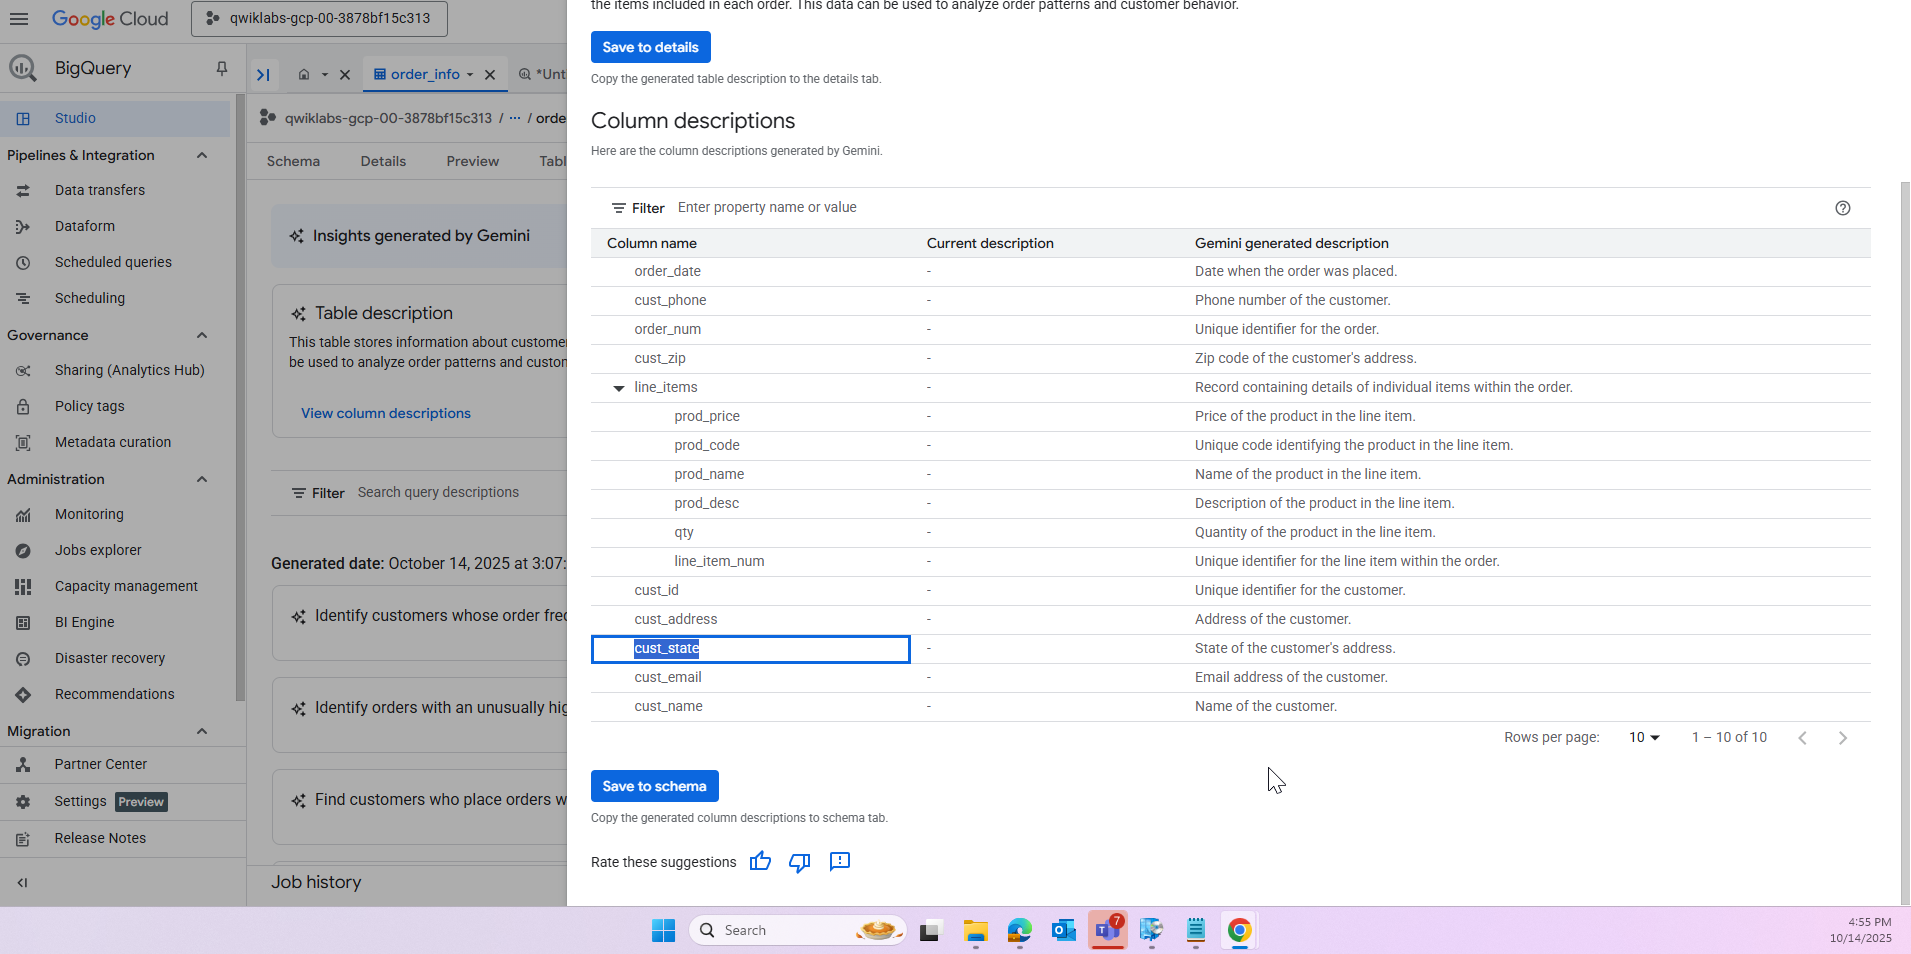 Google Cloud
qwiklabs-gcp-00-3878bf15c313
BigQuery
Studio
Pipelines & Integration
Data transfers
Dataform
Scheduled queries
Scheduling
Governance
Sharing (Analytics Hub)
Policy tags
Metadata curation
Administration
Monitoring
Jobs explorer
Capacity management
BI Engine
Disaster recovery
Recommendations
Migration
Partner Center
Settings Preview
Release Notes
order_info
*Unt
qwiklabs-gcp-00-3878bf15c313 / ··· / orde
Schema Details Preview Tabl
Insights generated by Gemini
Table description
This table stores information about custome
be used to analyze order patterns and custon
View column descriptions
Filter Search query descriptions
Generated date: October 14, 2025 at 3:07:
Identify customers whose order fre
Identify orders with an unusually hig
Find customers who place orders w
Job history
the items included in each order. This data can be used to analyze order patterns and customer behavior.
Save to details
Copy the generated table description to the details tab.
Column descriptions
Here are the column descriptions generated by Gemini.
Filter Enter property name or value
Column name Current description Gemini generated description
order_date - Date when the order was placed.
cust_phone - Phone number of the customer.
order_num - Unique identifier for the order.
cust_zip - Zip code of the customer's address.
line_items - Record containing details of individual items within the order.
prod_price - Price of the product in the line item.
prod_code - Unique code identifying the product in the line item.
prod_name - Name of the product in the line item.
prod_desc - Description of the product in the line item.
qty - Quantity of the product in the line item.
line_item_num - Unique identifier for the line item within the order.
cust_id - Unique identifier for the customer.
cust_address - Address of the customer.
cust_state - State of the customer's address.
cust_email - Email address of the customer.
cust_name - Name of the customer.
Rows per page: 10 1 – 10 of 10
Save to schema
Copy the generated column descriptions to schema tab.
Rate these suggestions
Search
7
4:55 PM
10/14/2025